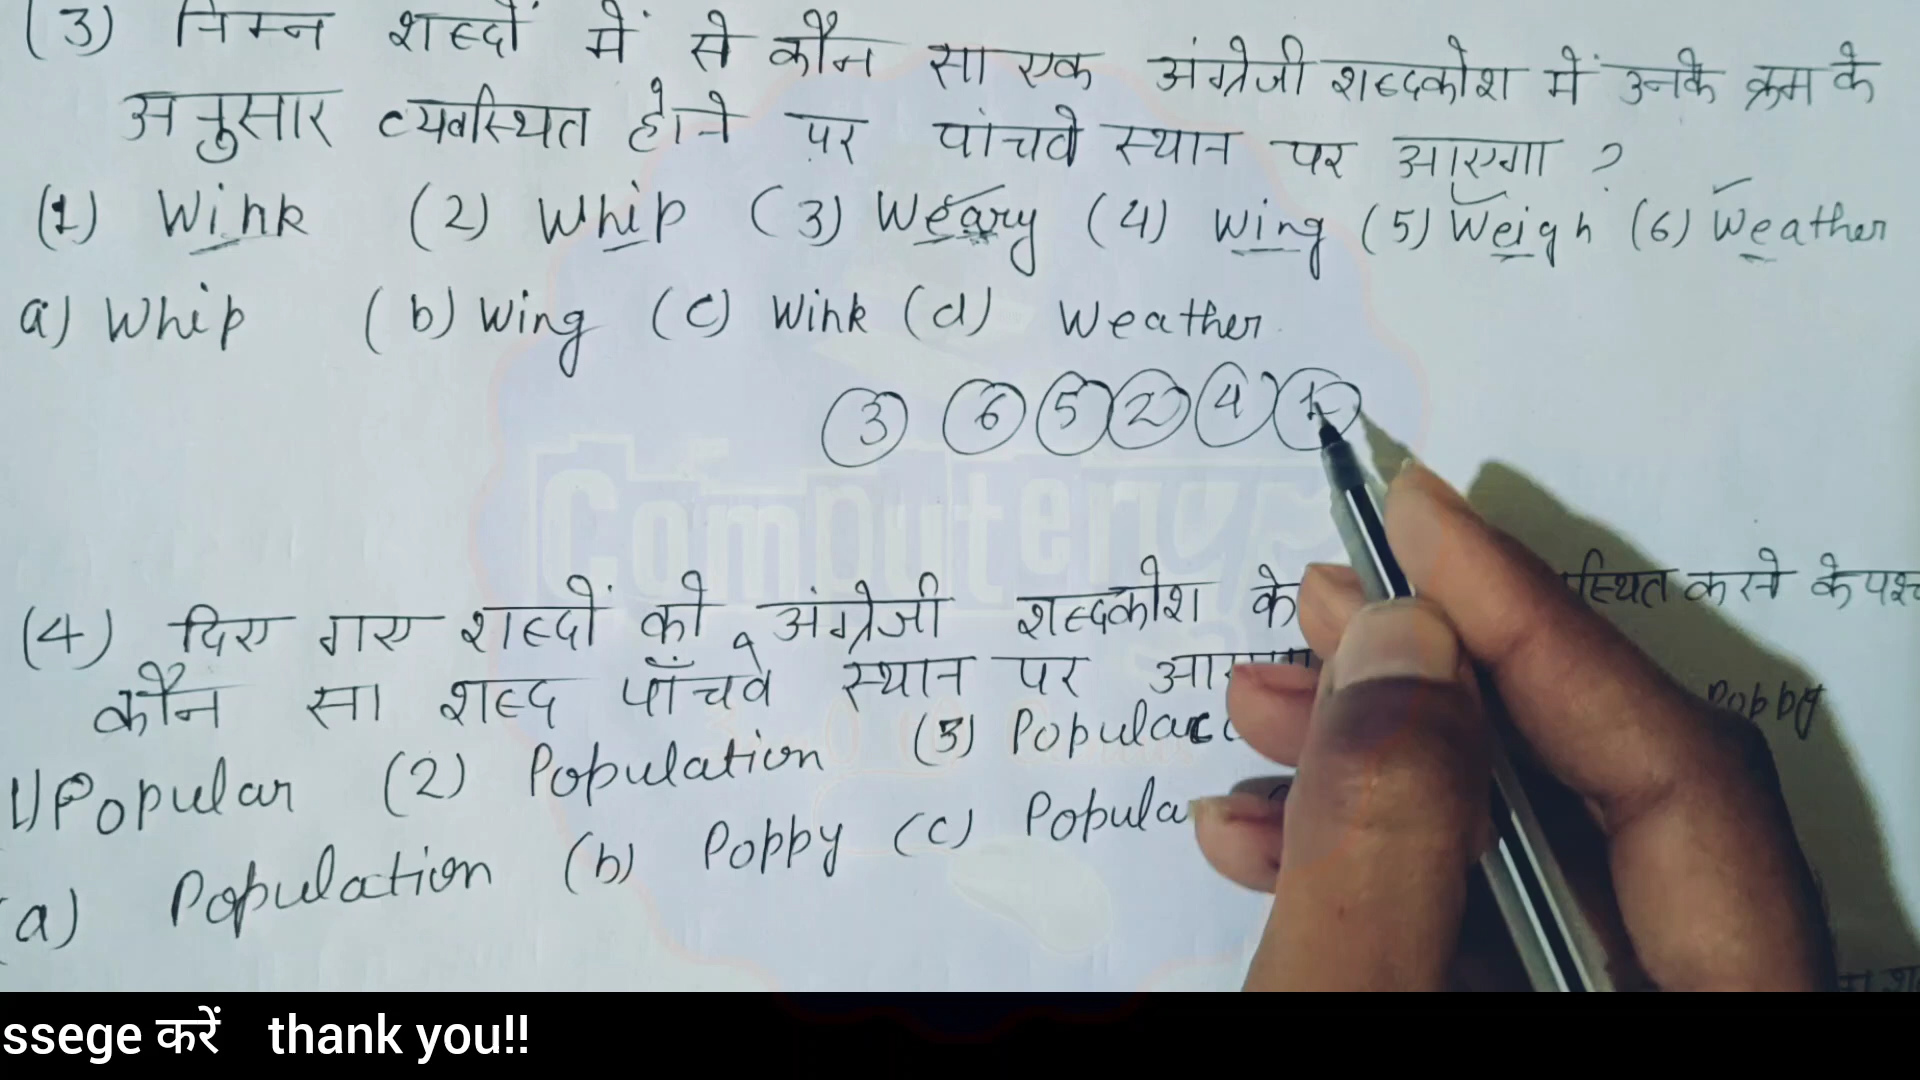 (3) निम्न शब्दों में से कौन सा एक अंग्रेजी शब्दकोश में उनके क्रम के
अनुसार व्यवस्थित होने पर पांचवे स्थान पर आएगा ?
(1) Wink (2) Whip (3) Weary (4) Wing (5) Weigh (6) Weather
a) Whip (b) Wing (c) Wink (d) Weather
3 6 5 2 4 1
Computer
(4) दिए गए शब्दों को अंग्रेजी शब्दकोश के
कौन सा शब्द पाँचवे स्थान पर
1) Popular (2) Population (3) Poppy
(a) Population (b) Poppy (c)
ssege करें thank you!!